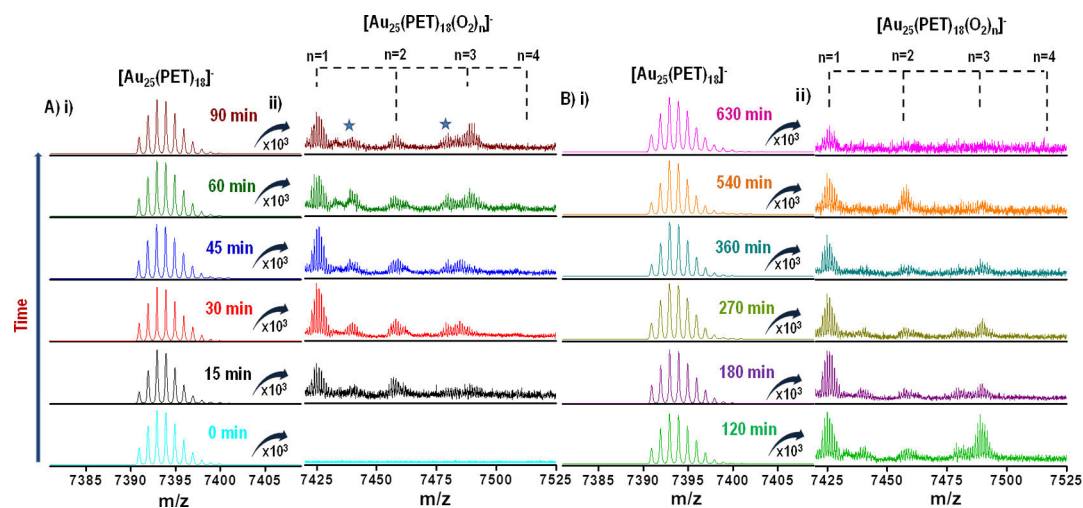 [Au25(PET)18(O2)n]-
n=1 n=2 n=3 n=4
[Au25(PET)18]-
A) i) ii)
90 min
x103
60 min
x103
45 min
x103
30 min
x103
15 min
x103
0 min
x103
Time
7385 7395 7405
m/z
7425 7450 7475 7500 7525
m/z
[Au25(PET)18(O2)n]-
n=1 n=2 n=3 n=4
[Au25(PET)18]-
B) i) ii)
630 min
x103
540 min
x103
360 min
x103
270 min
x103
180 min
x103
120 min
x103
7385 7395 7405
m/z
7425 7450 7475 7500 7525
m/z